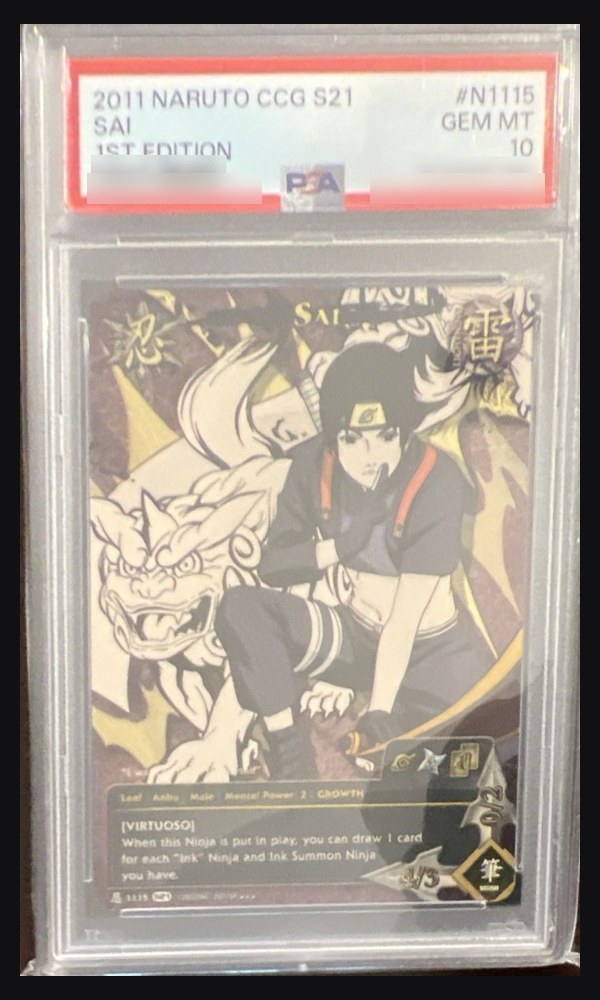 2011 NARUTO CCG S21 #N1115
SAI GEM MT
1ST EDITION 10
PSA
SAI
忍
雷
Leaf Anbu Male Mental Power 2 GROWTH
[VIRTUOSO]
When this Ninja is put in play, you can draw 1 card
for each "Ink" Ninja and Ink Summon Ninja
you have.
0/2
4/3
筆
1115